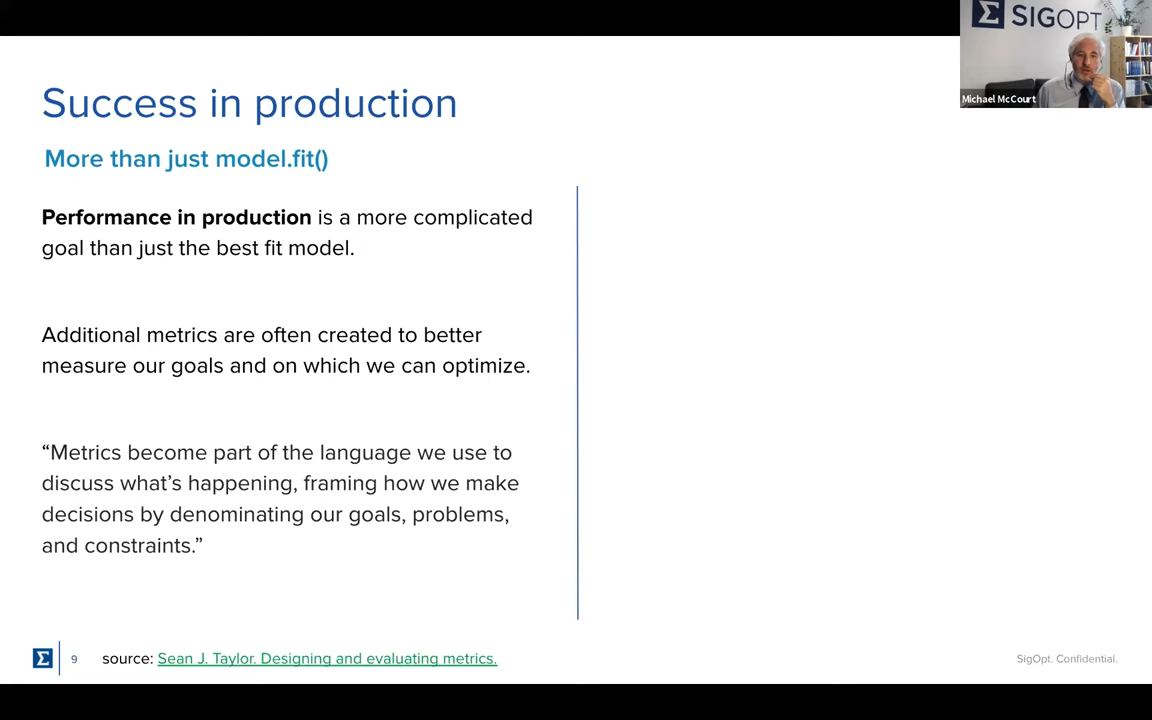 SIGOPT
Michael McCourt
Success in production
More than just model.fit()
Performance in production is a more complicated
goal than just the best fit model.
Additional metrics are often created to better
measure our goals and on which we can optimize.
“Metrics become part of the language we use to
discuss what’s happening, framing how we make
decisions by denominating our goals, problems,
and constraints.”
9
source: Sean J. Taylor. Designing and evaluating metrics.
SigOpt. Confidential.